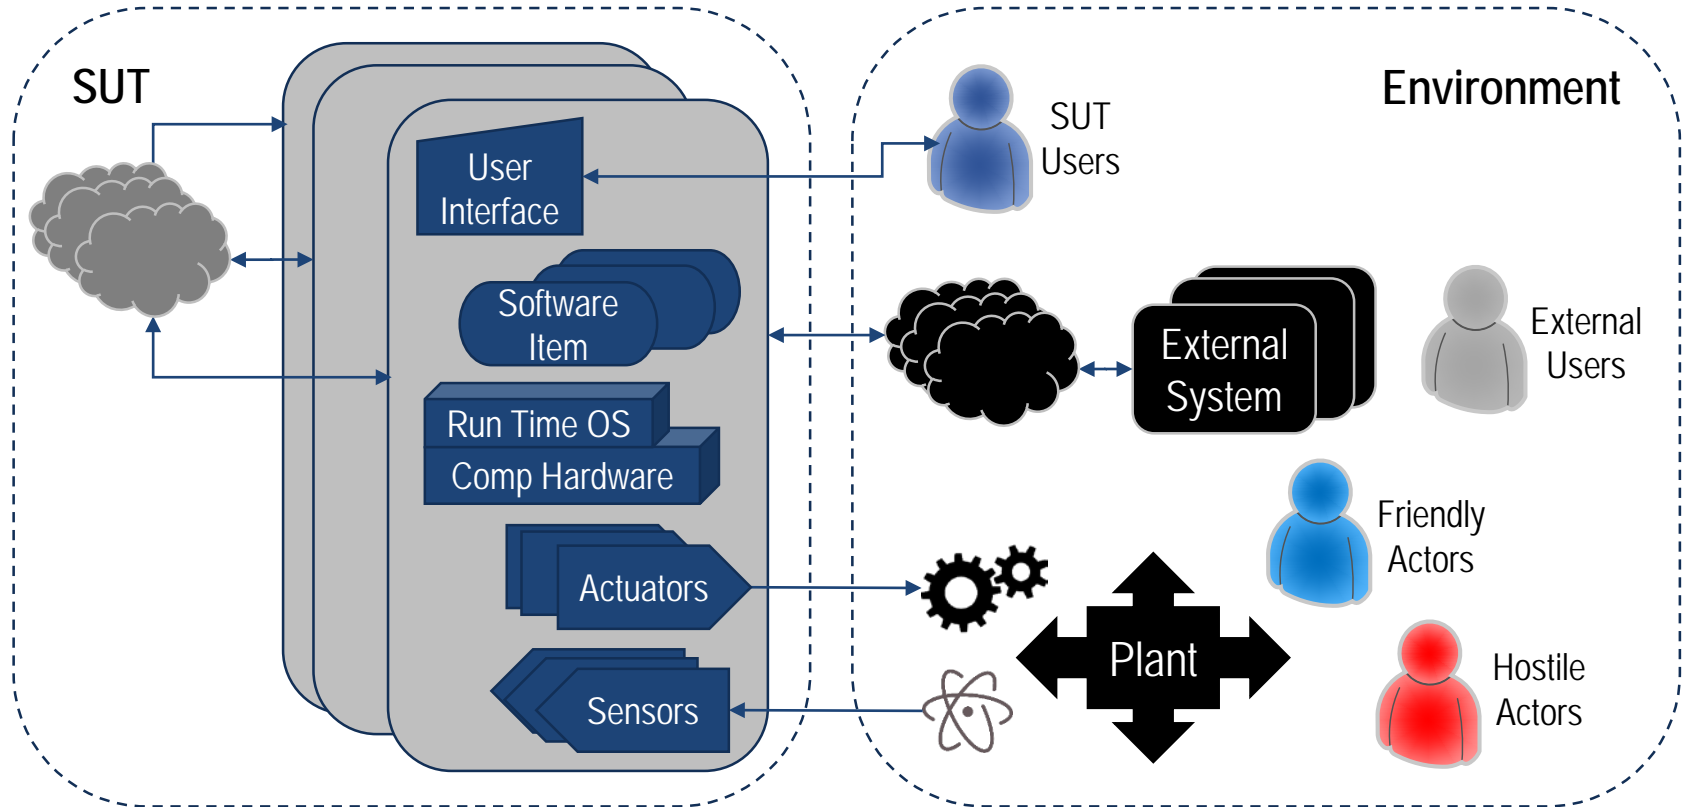 SUT
Environment
User
Interface
Software
Item
Run Time OS
Comp Hardware
Actuators
Sensors
SUT
Users
External
System
External
Users
Friendly
Actors
Plant
Hostile
Actors